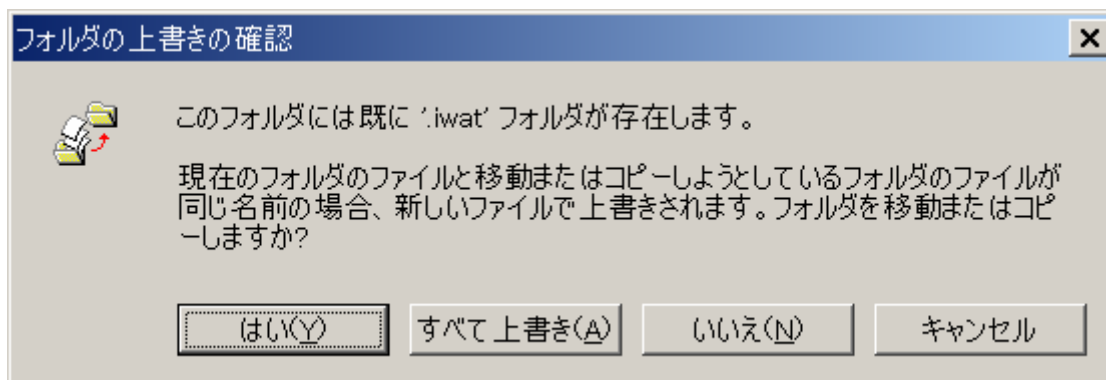 フォルダの上書きの確認
このフォルダには既に '.iwat' フォルダが存在します。
現在のフォルダのファイルと移動またはコピーしようとしているフォルダのファイルが
同じ名前の場合、新しいファイルで上書きされます。フォルダを移動またはコピ
ーしますか?
はい(Y) すべて上書き(A) いいえ(N) キャンセル